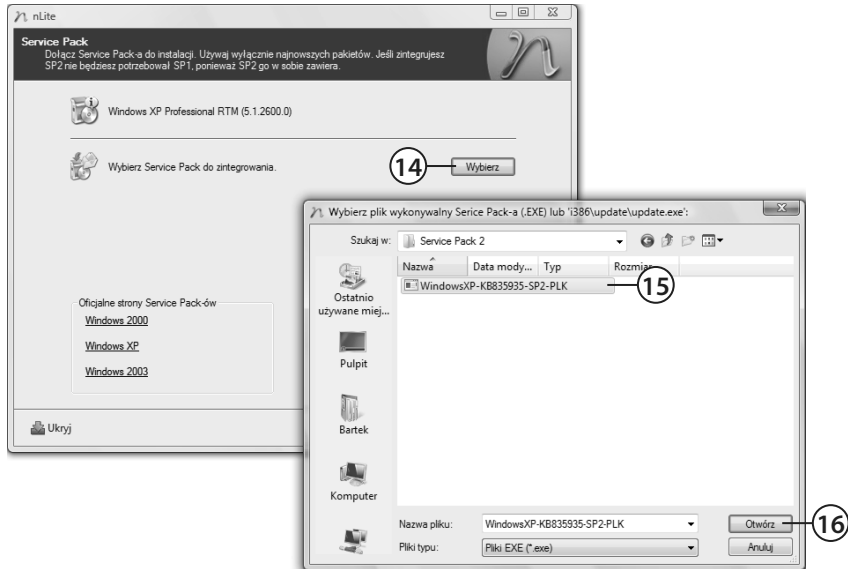 nLite
Service Pack
Dołącz Service Pack-a do instalacji. Używaj wyłącznie najnowszych pakietów. Jeśli zintegrujesz
SP2 nie będziesz potrzebował SP1, ponieważ SP2 go w sobie zawiera.
Windows XP Professional RTM (5.1.2600.0)
Wybierz Service Pack do zintegrowania.
14
Wybierz
Oficjalne strony Service Pack-ów
Windows 2000
Windows XP
Windows 2003
Ukryj
Wybierz plik wykonywalny Serice Pack-a (.EXE) lub 'i386\update\update.exe':
Szukaj w:
Service Pack 2
Nazwa
Data mody...
Typ
Rozmiar
WindowsXP-KB835935-SP2-PLK
15
Ostatnio
używane miej...
Pulpit
Bartek
Komputer
Nazwa pliku:
WindowsXP-KB835935-SP2-PLK
Otwórz
16
Pliki typu:
Pliki EXE (*.exe)
Anuluj